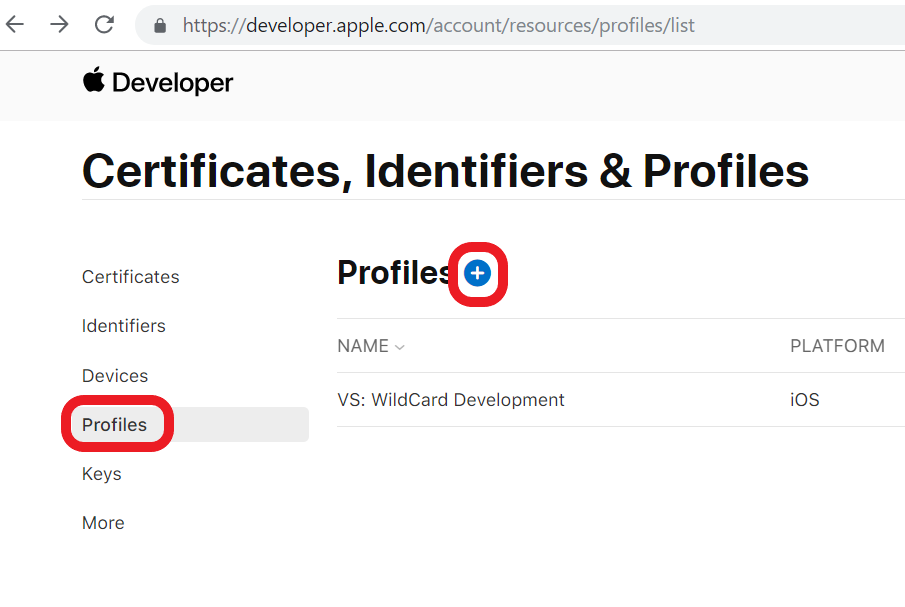 https://developer.apple.com/account/resources/profiles/list
Developer
Certificates, Identifiers & Profiles
Certificates
Identifiers
Devices
Profiles
Keys
More
Profiles
NAME PLATFORM
VS: WildCard Development iOS